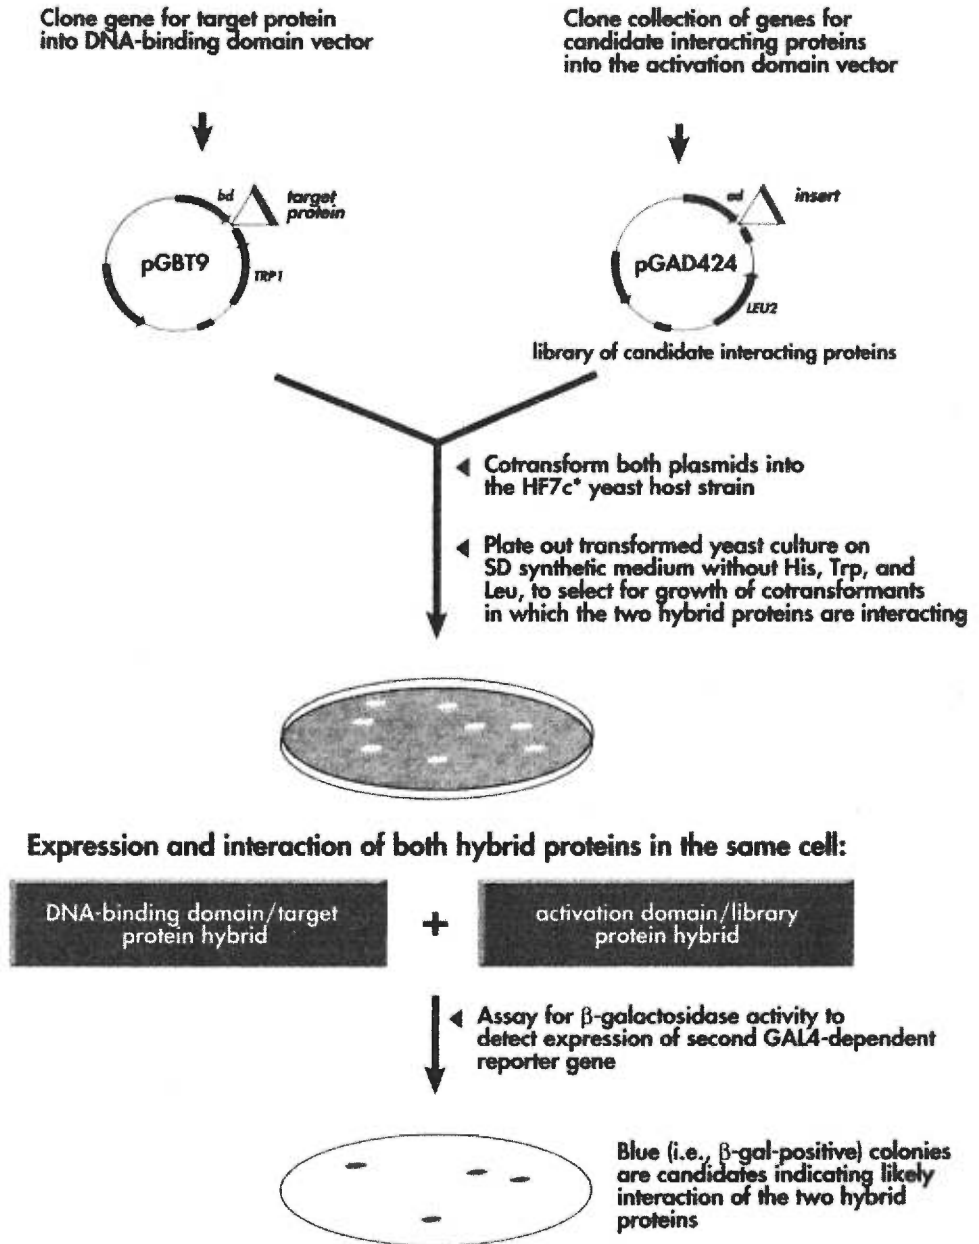 Clone gene for target protein
into DNA-binding domain vector
Clone collection of genes for
candidate interacting proteins
into the activation domain vector
bd
target
protein
pGBT9
TRP1
ad
insert
pGAD424
LEU2
library of candidate interacting proteins
Cotransform both plasmids into
the HF7c* yeast host strain
Plate out transformed yeast culture on
SD synthetic medium without His, Trp, and
Leu, to select for growth of cotransformants
in which the two hybrid proteins are interacting
Expression and interaction of both hybrid proteins in the same cell:
DNA-binding domain/target
protein hybrid
+
activation domain/library
protein hybrid
Assay for β-galactosidase activity to
detect expression of second GAL4-dependent
reporter gene
Blue (i.e., β-gal-positive) colonies
are candidates indicating likely
interaction of the two hybrid
proteins